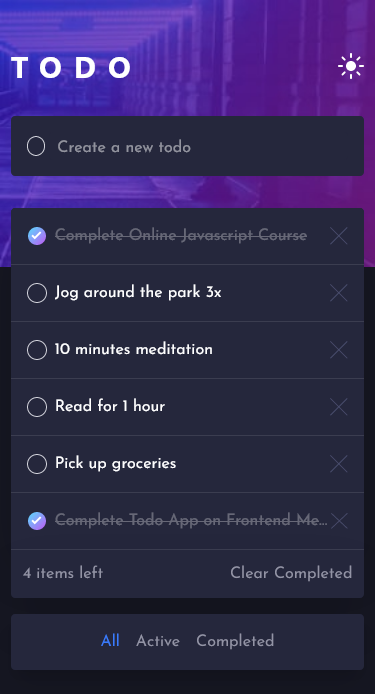 TODO
Create a new todo
Complete Online Javascript Course
Jog around the park 3x
10 minutes meditation
Read for 1 hour
Pick up groceries
Complete Todo App on Frontend Me...
4 items left Clear Completed
All Active Completed